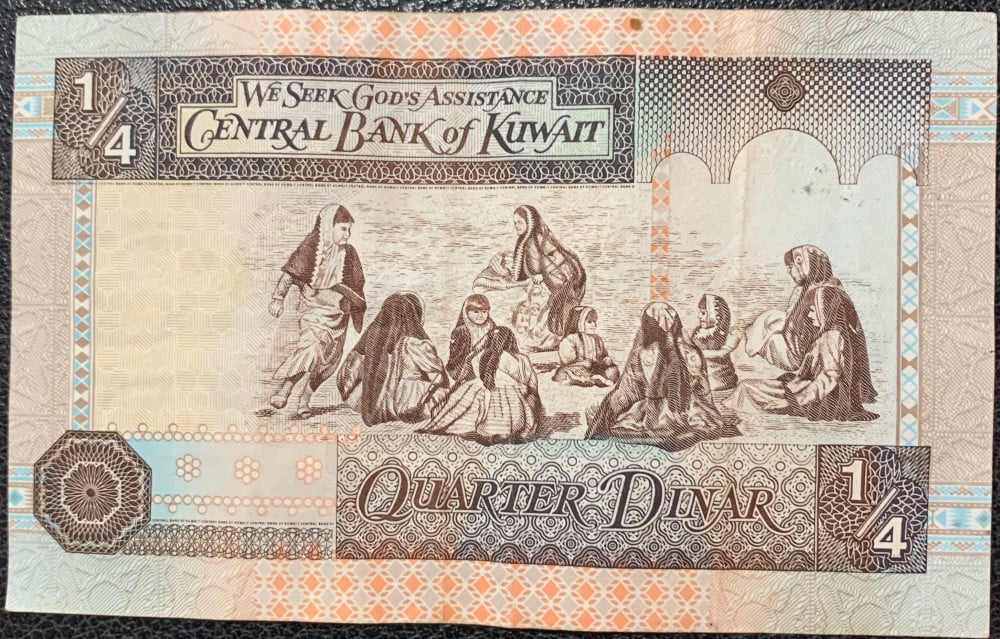 1/4
WE SEEK GOD'S ASSISTANCE
CENTRAL BANK of KUWAIT
QUARTER DINAR
1/4